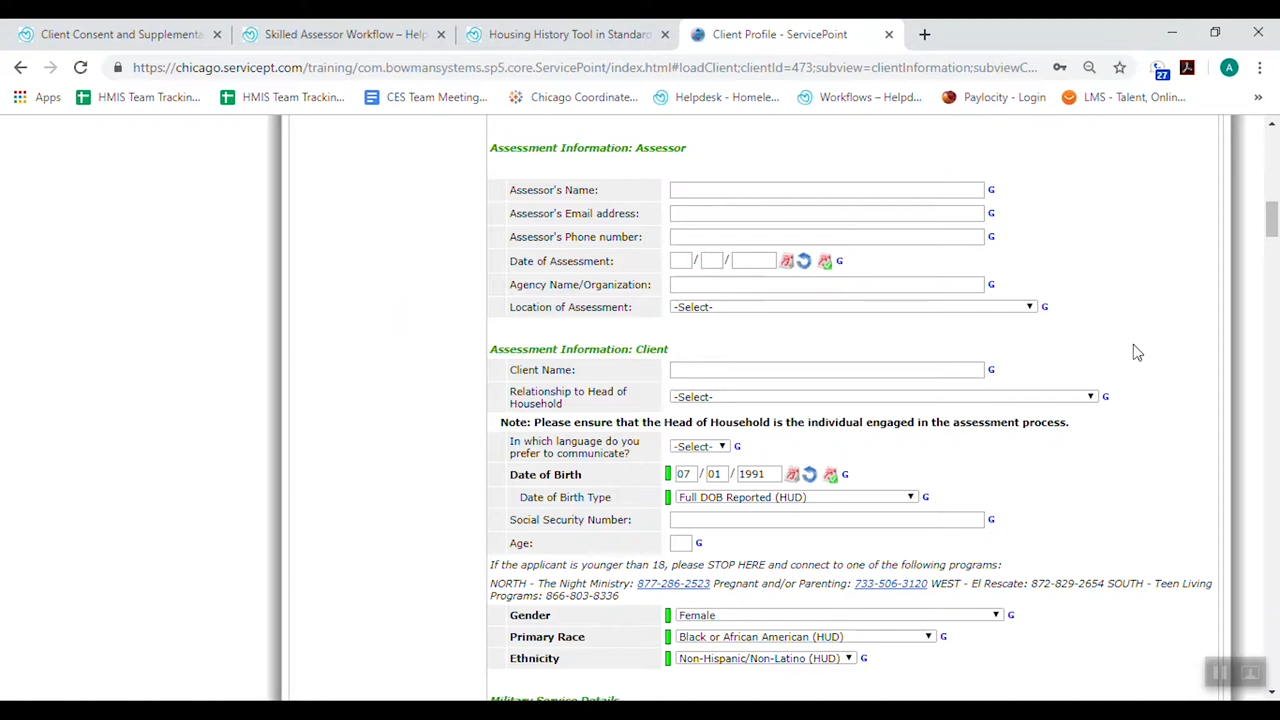 Client Consent and Supplementa
Skilled Assessor Workflow – Help
Housing History Tool in Standard
Client Profile - ServicePoint
https://chicago.servicept.com/training/com.bowmansystems.sp5.core.ServicePoint/index.html#loadClient;clientId=473;subview=clientInformation;subviewC...
27
A
Apps
HMIS Team Trackin...
HMIS Team Trackin...
CES Team Meeting...
Chicago Coordinate...
Helpdesk - Homele...
Workflows – Helpd...
Paylocity - Login
LMS - Talent, Onlin...
»
Assessment Information: Assessor
Assessor's Name: G
Assessor's Email address: G
Assessor's Phone number: G
Date of Assessment: / / G
Agency Name/Organization: G
Location of Assessment: -Select- G
Assessment Information: Client
Client Name: G
Relationship to Head of
Household
-Select- G
Note: Please ensure that the Head of Household is the individual engaged in the assessment process.
In which language do you
prefer to communicate?
-Select- G
Date of Birth 07 / 01 / 1991 G
Date of Birth Type Full DOB Reported (HUD) G
Social Security Number: G
Age: G
If the applicant is younger than 18, please STOP HERE and connect to one of the following programs:
NORTH - The Night Ministry: 877-286-2523 Pregnant and/or Parenting: 733-506-3120 WEST - El Rescate: 872-829-2654 SOUTH - Teen Living
Programs: 866-803-8336
Gender Female G
Primary Race Black or African American (HUD) G
Ethnicity Non-Hispanic/Non-Latino (HUD) G
Military Service Details